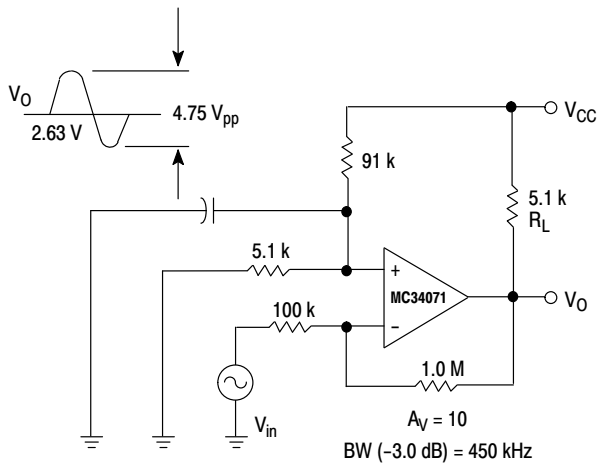 V_O
2.63 V
4.75 V_pp
V_CC
91 k
5.1 k
R_L
5.1 k
+
MC34071
−
V_O
100 k
1.0 M
V_in
A_V = 10
BW (−3.0 dB) = 450 kHz